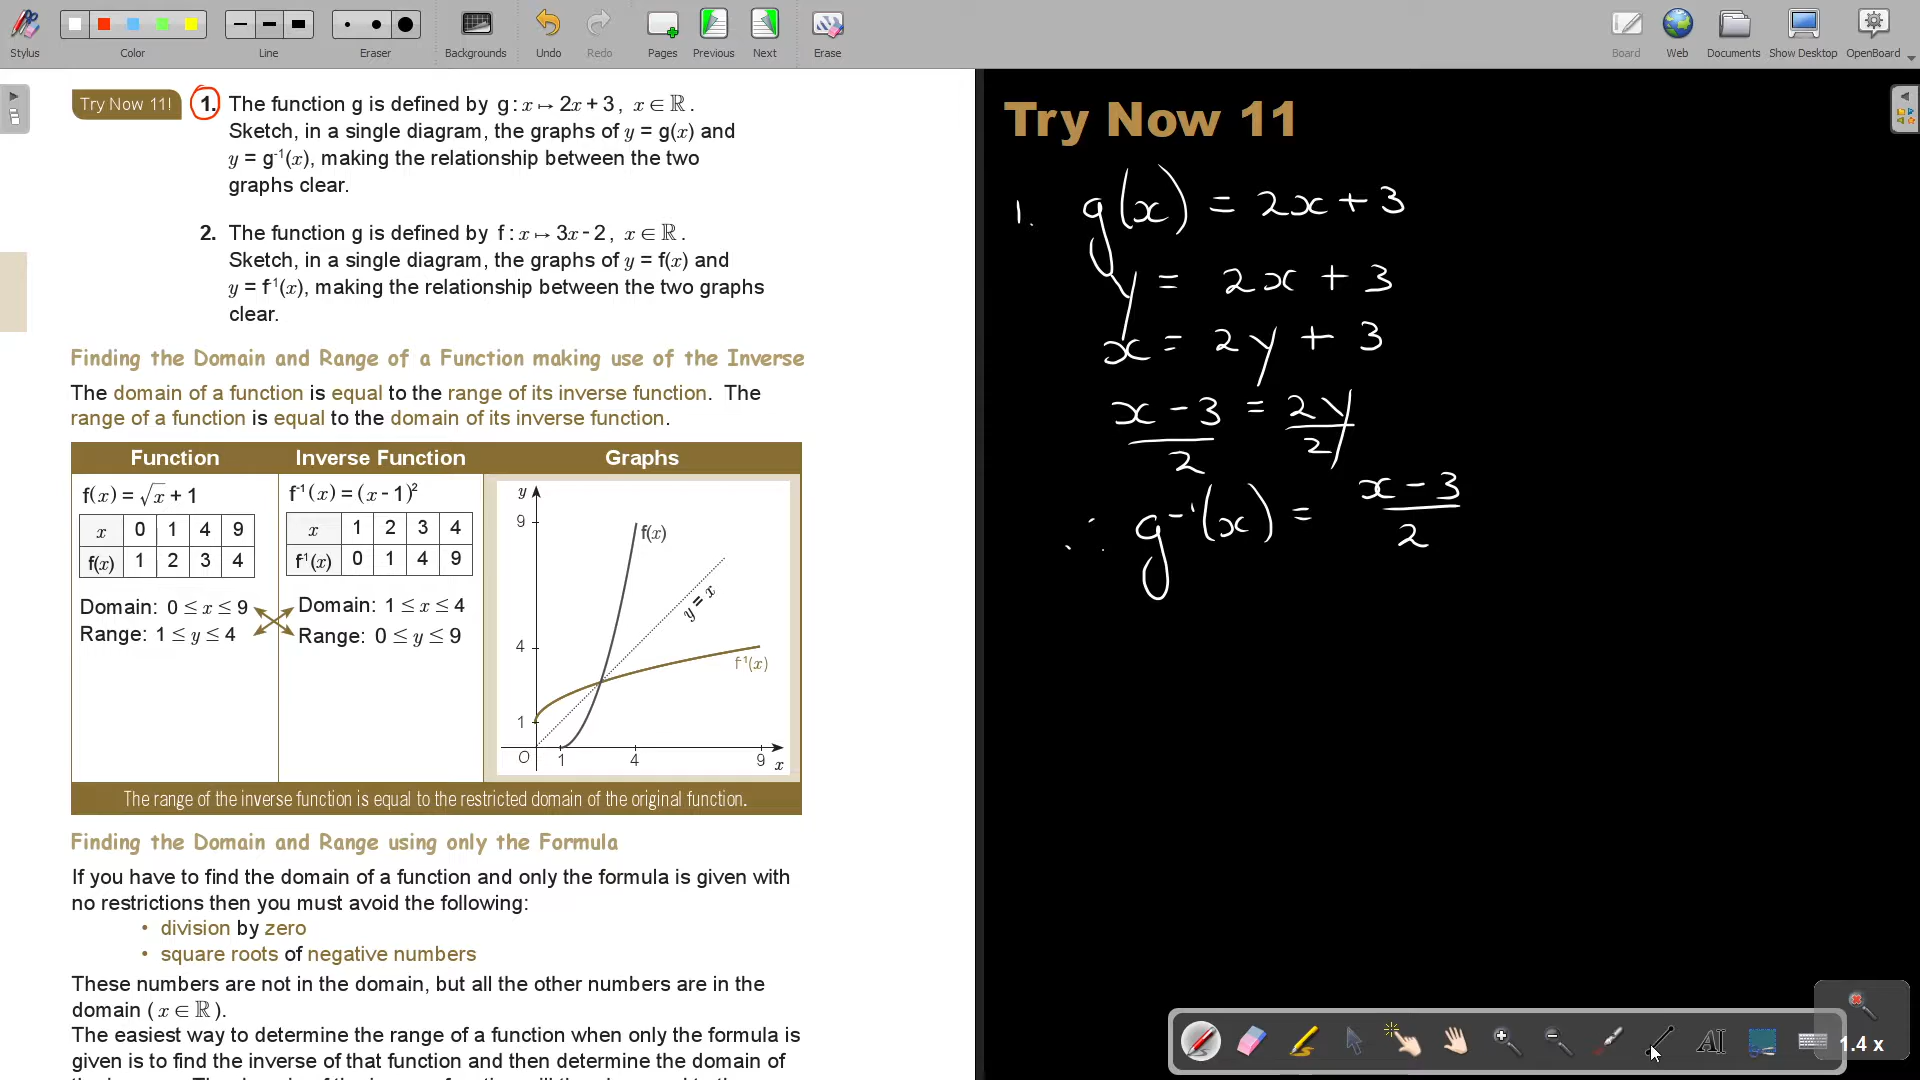 Stylus
Color
Line
Eraser
Backgrounds
Undo
Redo
Pages
Previous
Next
Erase
Board
Web
Documents
Show Desktop
OpenBoard
Try Now 11!
1. The function g is defined by g : x ↦ 2x + 3 , x ∈ ℝ .
Sketch, in a single diagram, the graphs of y = g(x) and
y = g⁻¹(x), making the relationship between the two
graphs clear.
2. The function g is defined by f : x ↦ 3x - 2 , x ∈ ℝ .
Sketch, in a single diagram, the graphs of y = f(x) and
y = f⁻¹(x), making the relationship between the two graphs
clear.
Finding the Domain and Range of a Function making use of the Inverse
The domain of a function is equal to the range of its inverse function. The
range of a function is equal to the domain of its inverse function.
Function Inverse Function Graphs
f(x) = √x + 1
x 0 1 4 9
f(x) 1 2 3 4
Domain: 0 ≤ x ≤ 9
Range: 1 ≤ y ≤ 4
f⁻¹(x) = (x - 1)²
x 1 2 3 4
f⁻¹(x) 0 1 4 9
Domain: 1 ≤ x ≤ 4
Range: 0 ≤ y ≤ 9
y
9
f(x)
y = x
4
f⁻¹(x)
1
O 1 4 9 x
The range of the inverse function is equal to the restricted domain of the original function.
Finding the Domain and Range using only the Formula
If you have to find the domain of a function and only the formula is given with
no restrictions then you must avoid the following:
• division by zero
• square roots of negative numbers
These numbers are not in the domain, but all the other numbers are in the
domain ( x ∈ ℝ ).
The easiest way to determine the range of a function when only the formula is
given is to find the inverse of that function and then determine the domain of
Try Now 11
1. g(x) = 2x + 3
y = 2x + 3
x = 2y + 3
x - 3 = 2y
2 2
∴ g⁻¹(x) = x - 3
2
1.4 x